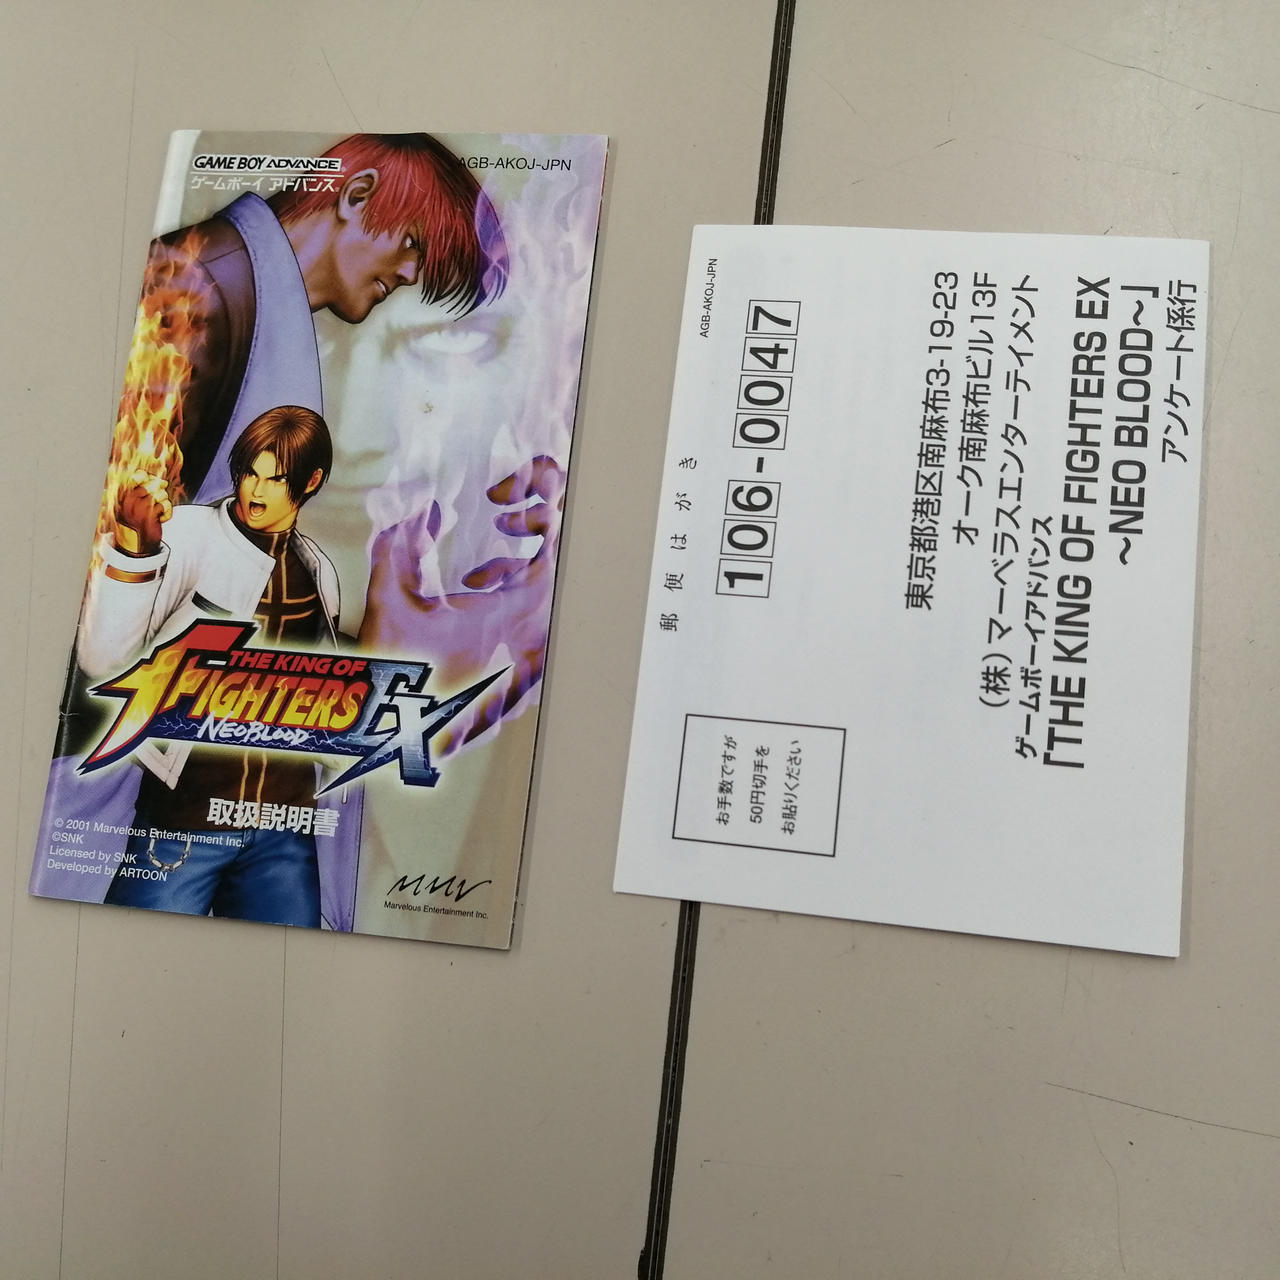 GAME BOY ADVANCE
ゲームボーイ アドバンス
AGB-AKOJ-JPN
THE KING OF
FIGHTERS EX
NEOBLOOD
取扱説明書
© 2001 Marvelous Entertainment Inc.
©SNK
Licensed by SNK
Developed by ARTOON
MMV
Marvelous Entertainment Inc.
AGB-AKOJ-JPN
郵便はがき
106-0047
東京都港区南麻布3-19-23
オーク南麻布ビル13F
(株)マーベラスエンターテイメント
ゲームボーイアドバンス
「THE KING OF FIGHTERS EX
〜NEO BLOOD〜」
アンケート係行
お手数ですが
50円切手を
お貼りください